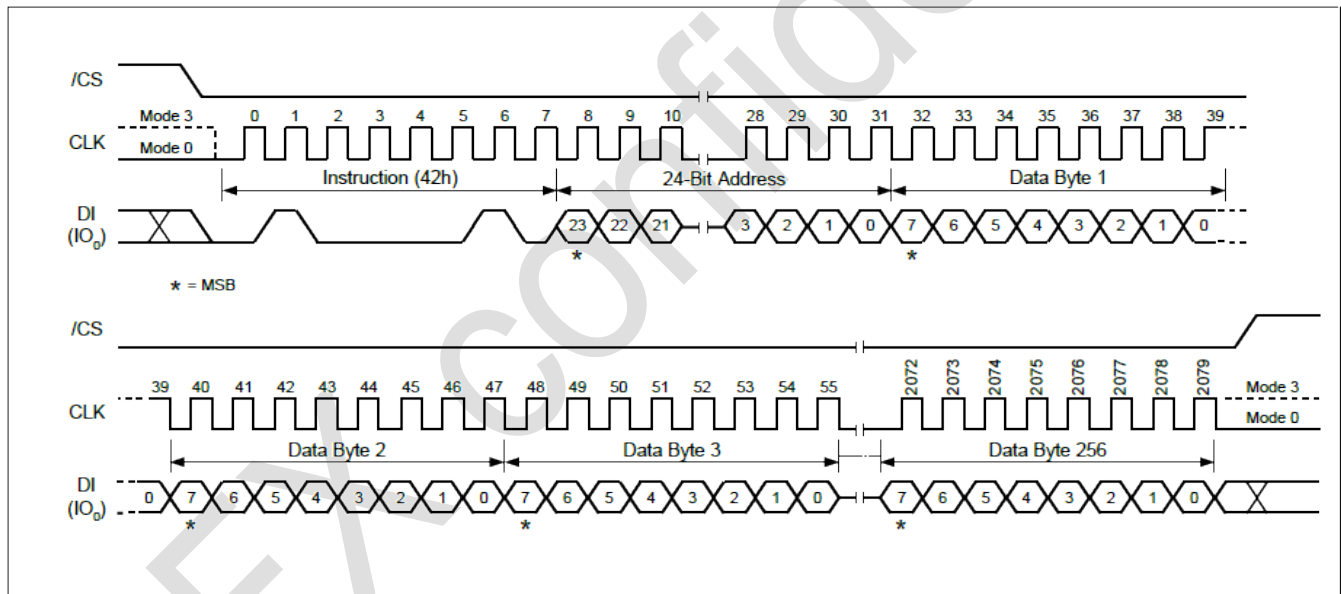 /CS
Mode 3 0 1 2 3 4 5 6 7 8 9 10 28 29 30 31 32 33 34 35 36 37 38 39
CLK
Mode 0
Instruction (42h) 24-Bit Address Data Byte 1
DI
(IO0) 23 22 21 3 2 1 0 7 6 5 4 3 2 1 0
* *
* = MSB
/CS
39 40 41 42 43 44 45 46 47 48 49 50 51 52 53 54 55 2072 2073 2074 2075 2076 2077 2078 2079 Mode 3
CLK
Mode 0
Data Byte 2 Data Byte 3 Data Byte 256
DI
(IO0) 0 7 6 5 4 3 2 1 0 7 6 5 4 3 2 1 0 7 6 5 4 3 2 1 0
* * *